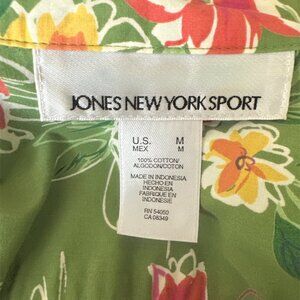 JONES NEW YORK SPORT
U.S. M
MEX M
100% COTTON/
ALGODON/COTON
MADE IN INDONESIA
HECHO EN
INDONESIA
FABRIQUE EN
INDONESIA
RN 54050
CA 08349